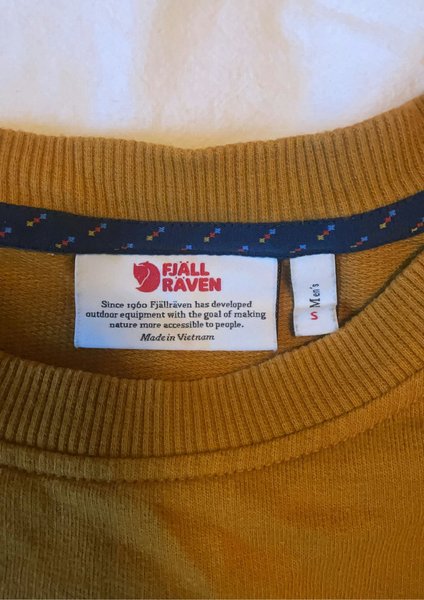 FJÄLL
RÄVEN
Since 1960 Fjällräven has developed
outdoor equipment with the goal of making
nature more accessible to people.
Made in Vietnam
Men's
S